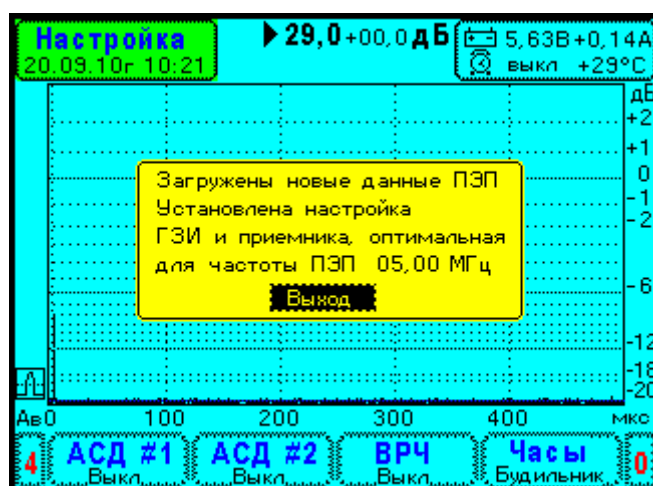 Настройка
20.09.10г 10:21
29,0+00,0дБ
5,63В+0,14А
выкл +29°C
дБ
+2
+1
0
-1
-2
-6
-12
-18
-20
Загружены новые данные ПЭП
Установлена настройка
ГЗИ и приемника, оптимальная
для частоты ПЭП 05,00 МГц
Выход
Ав0 100 200 300 400 мкс
4 АСД #1 АСД #2 ВРЧ Часы 0
Выкл Выкл Выкл Будильник